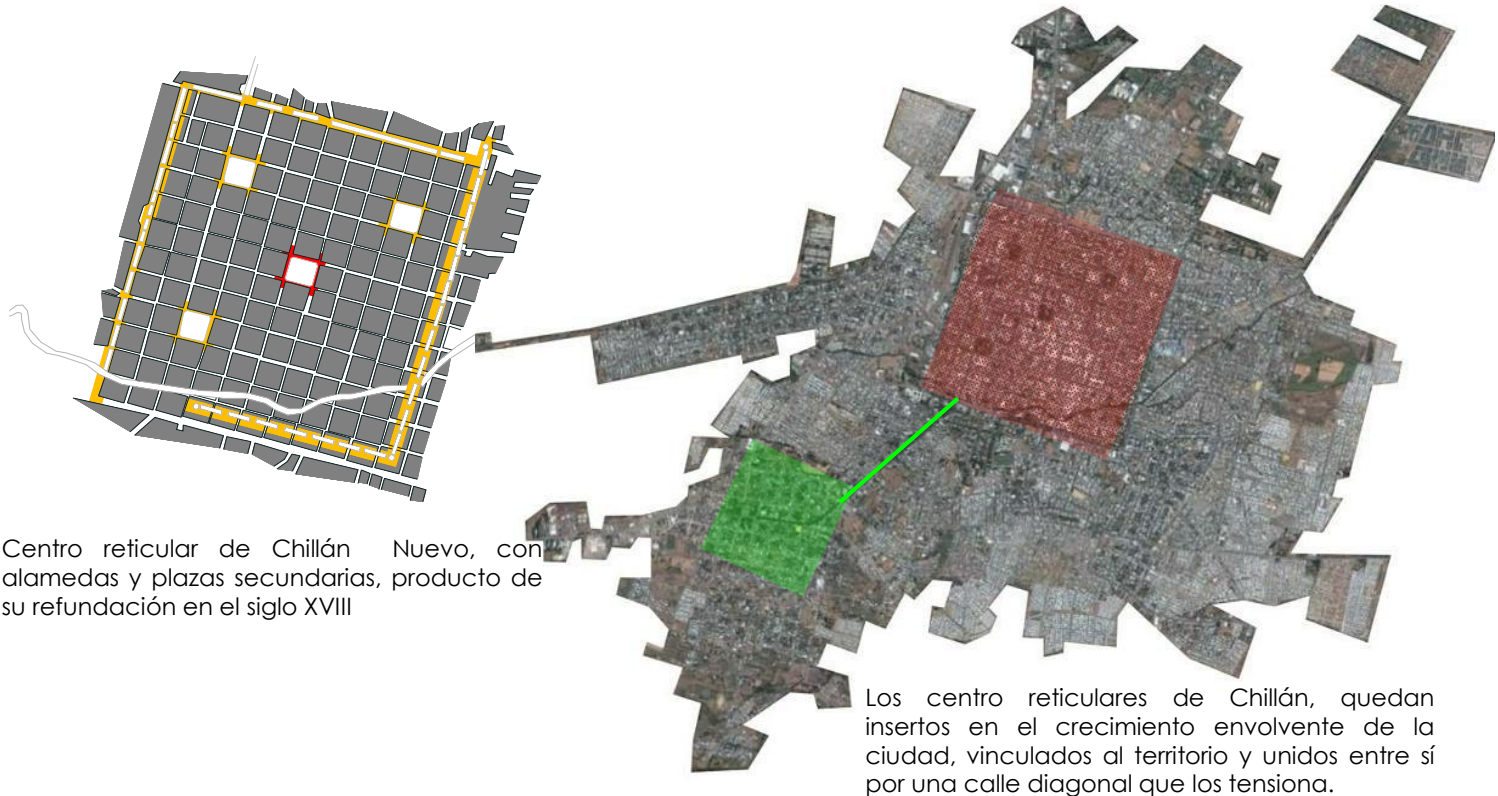 Centro reticular de Chillán Nuevo, con
alamedas y plazas secundarias, producto de
su refundación en el siglo XVIII
Los centro reticulares de Chillán, quedan
insertos en el crecimiento envolvente de la
ciudad, vinculados al territorio y unidos entre sí
por una calle diagonal que los tensiona.